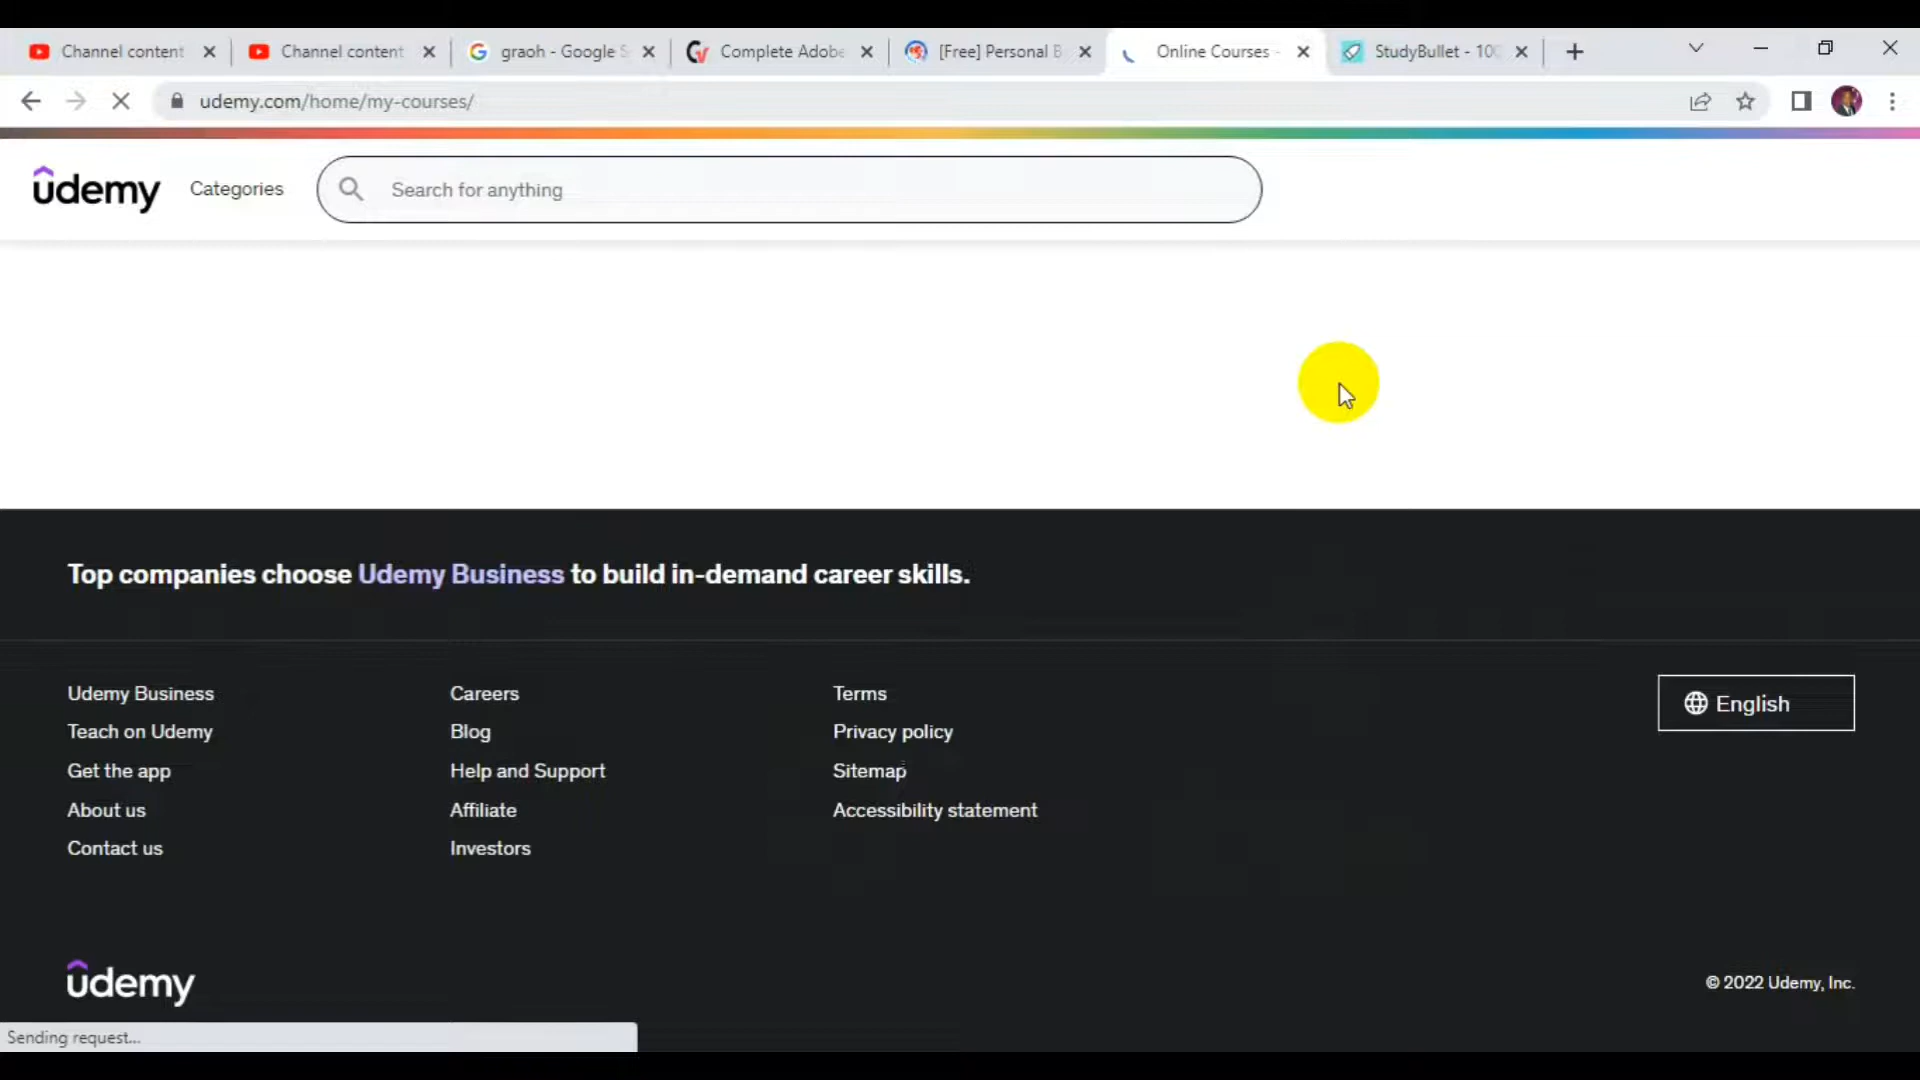 Channel content
Channel content
graoh - Google S
Complete Adobe
[Free] Personal B
Online Courses -
StudyBullet - 100
udemy.com/home/my-courses/
udemy
Categories
Search for anything
Top companies choose Udemy Business to build in-demand career skills.
Udemy Business
Teach on Udemy
Get the app
About us
Contact us
Careers
Blog
Help and Support
Affiliate
Investors
Terms
Privacy policy
Sitemap
Accessibility statement
English
udemy
© 2022 Udemy, Inc.
Sending request...